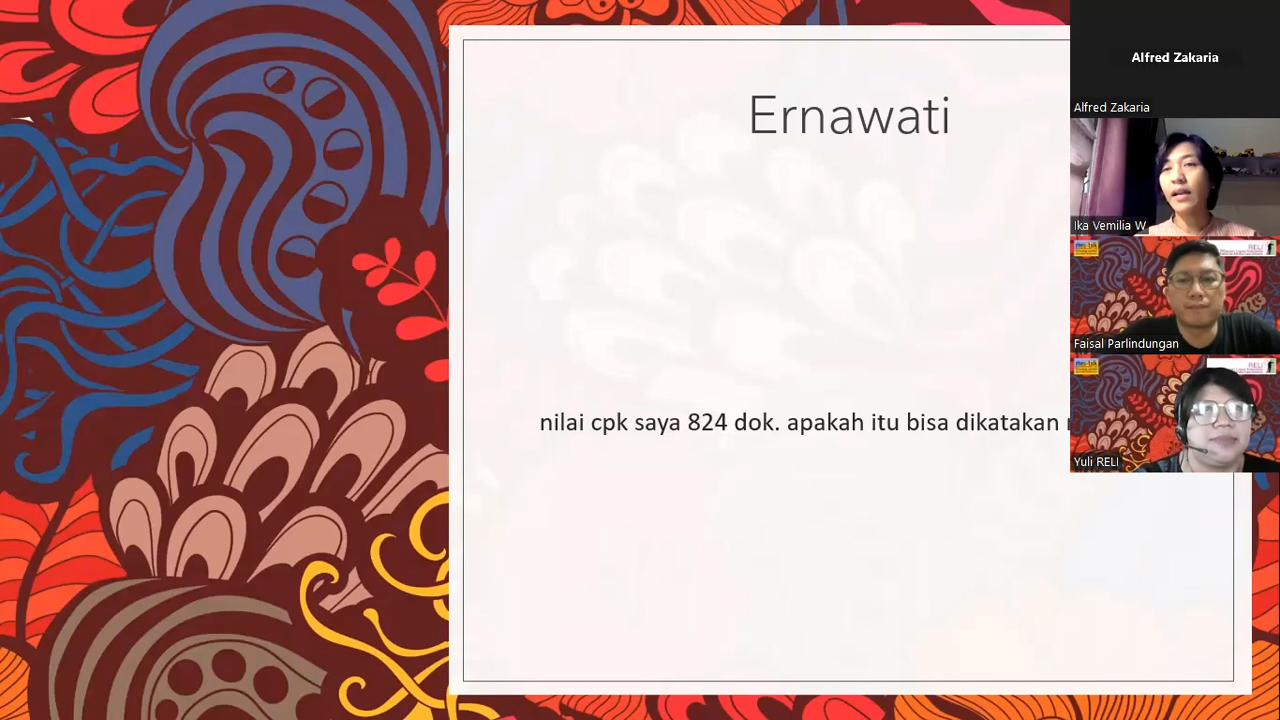 Ernawati
nilai cpk saya 824 dok. apakah itu bisa dikatakan
Alfred Zakaria
Alfred Zakaria
Ika Vemilia W
RELI
Faisal Parlindungan
Yuli RELI